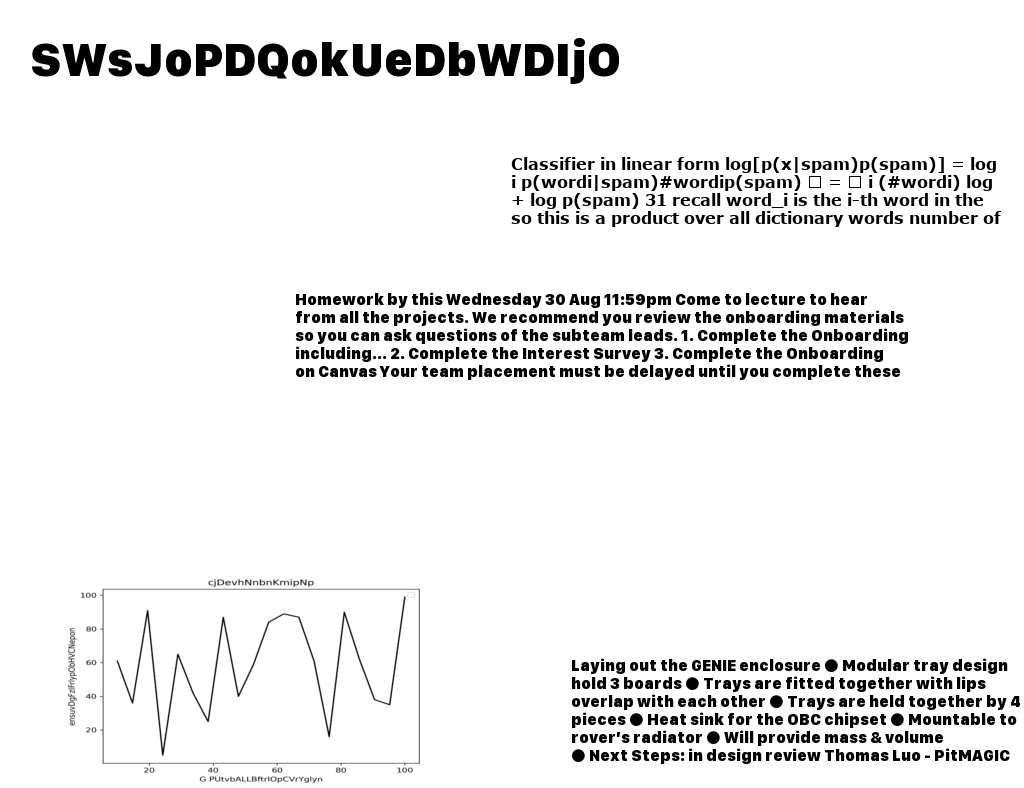 SWsJoPDQokUeDbWDIjO
Classifier in linear form log[p(x|spam)p(spam)] = log
i p(wordi|spam)#wordip(spam) □ = □ i (#wordi) log
+ log p(spam) 31 recall word_i is the i-th word in the
so this is a product over all dictionary words number of
Homework by this Wednesday 30 Aug 11:59pm Come to lecture to hear
from all the projects. We recommend you review the onboarding materials
so you can ask questions of the subteam leads. 1. Complete the Onboarding
including... 2. Complete the Interest Survey 3. Complete the Onboarding
on Canvas Your team placement must be delayed until you complete these
cjDevhNnbnKmipNp
100
80
60
40
20
20 40 60 80 100
Laying out the GENIE enclosure ● Modular tray design
hold 3 boards ● Trays are fitted together with lips
overlap with each other ● Trays are held together by 4
pieces ● Heat sink for the OBC chipset ● Mountable to
rover's radiator ● Will provide mass & volume
● Next Steps: in design review Thomas Luo - PitMAGIC